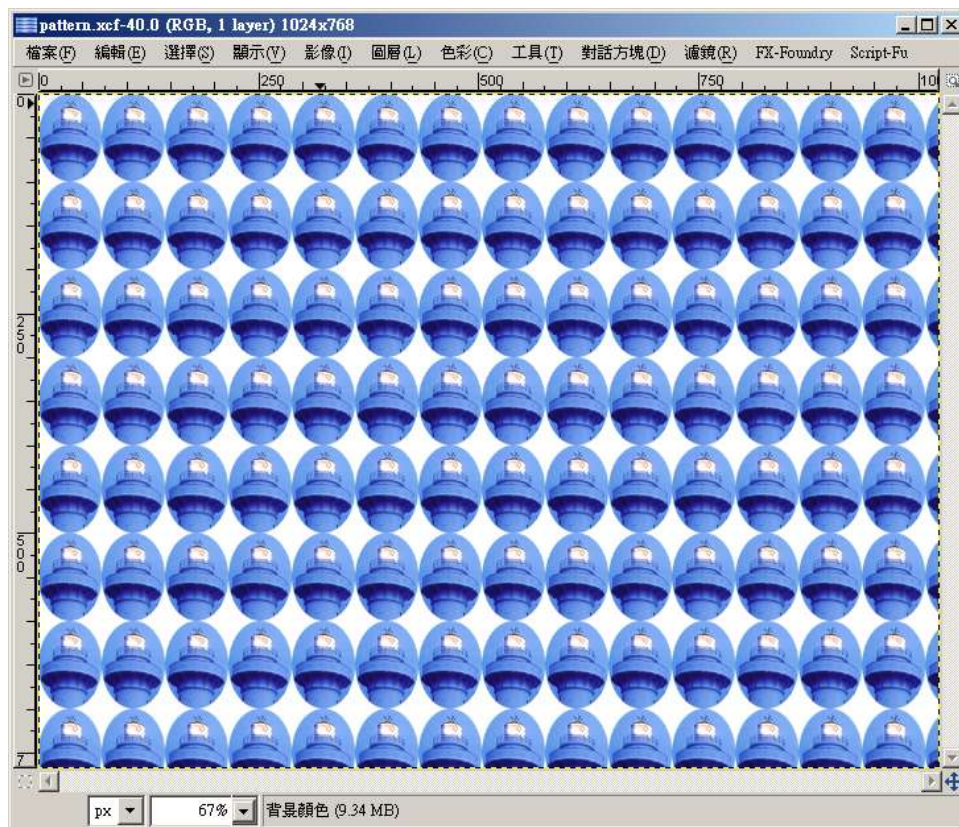 pattern.xcf-40.0 (RGB, 1 layer) 1024x768
檔案(F) 編輯(E) 選擇(S) 顯示(V) 影像(I) 圖層(L) 色彩(C) 工具(T) 對話方塊(D) 濾鏡(R) FX-Foundry Script-Fu
0 250 500 750 100
0
250
500
7
px 67% 背景顏色 (9.34 MB)